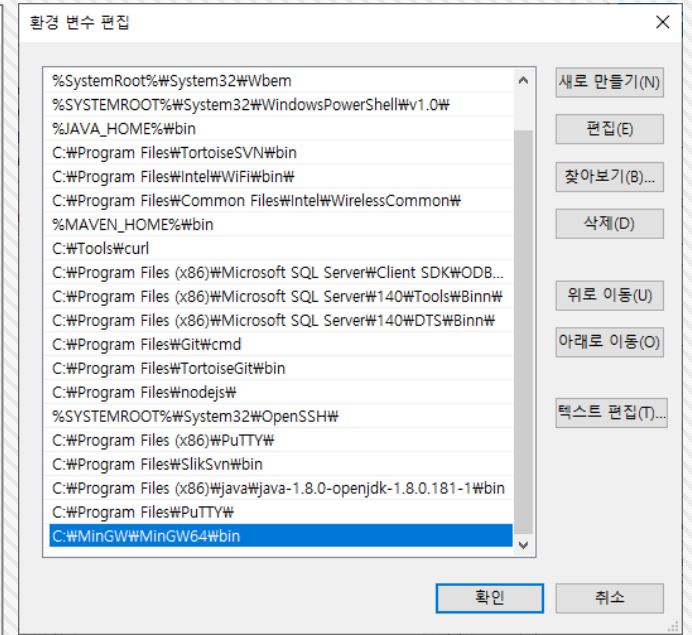 환경 변수 편집
%SystemRoot%₩System32₩Wbem
%SYSTEMROOT%₩System32₩WindowsPowerShell₩v1.0₩
%JAVA_HOME%₩bin
C:₩Program Files₩TortoiseSVN₩bin
C:₩Program Files₩Intel₩WiFi₩bin₩
C:₩Program Files₩Common Files₩Intel₩WirelessCommon₩
%MAVEN_HOME%₩bin
C:₩Tools₩curl
C:₩Program Files (x86)₩Microsoft SQL Server₩Client SDK₩ODB...
C:₩Program Files (x86)₩Microsoft SQL Server₩140₩Tools₩Binn₩
C:₩Program Files (x86)₩Microsoft SQL Server₩140₩DTS₩Binn₩
C:₩Program Files₩Git₩cmd
C:₩Program Files₩TortoiseGit₩bin
C:₩Program Files₩nodejs₩
%SYSTEMROOT%₩System32₩OpenSSH₩
C:₩Program Files (x86)₩PuTTY₩
C:₩Program Files₩SlikSvn₩bin
C:₩Program Files (x86)₩java₩java-1.8.0-openjdk-1.8.0.181-1₩bin
C:₩Program Files₩PuTTY₩
C:₩MinGW₩MinGW64₩bin
새로 만들기(N)
편집(E)
찾아보기(B)...
삭제(D)
위로 이동(U)
아래로 이동(O)
텍스트 편집(T)...
확인
취소